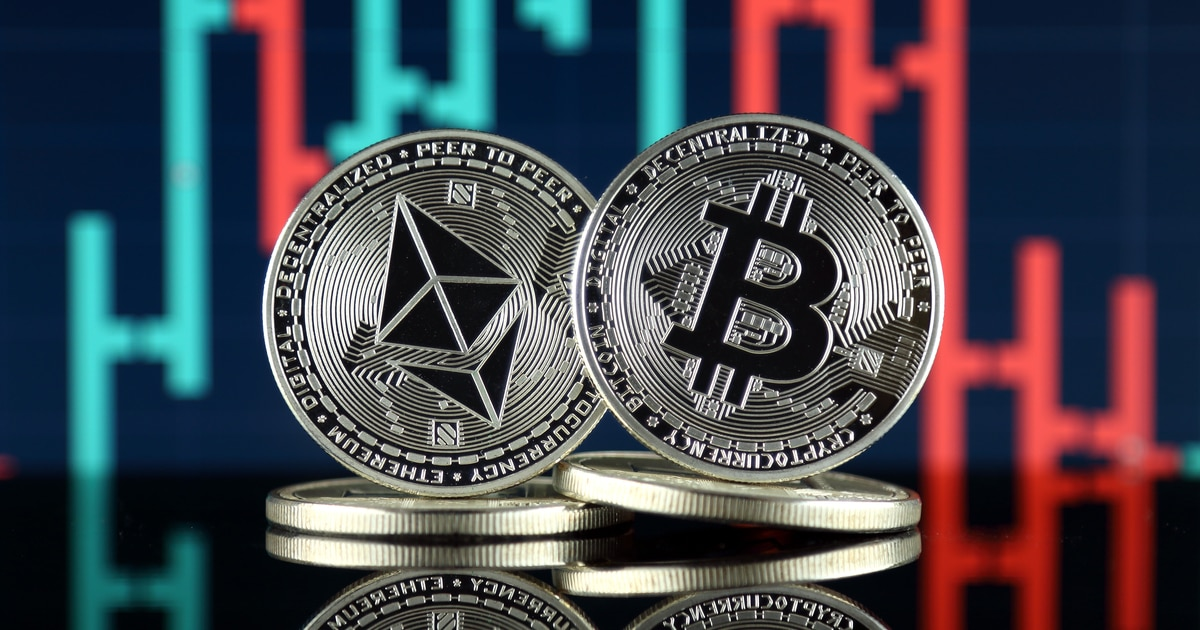 DIGITAL * DECENTRALIZED * PEER TO PEER *
CRYPTOCURRENCY * ETHEREUM *
DIGITAL * DECENTRALIZED * PEER TO PEER *
CRYPTOCURRENCY * BITCOIN *